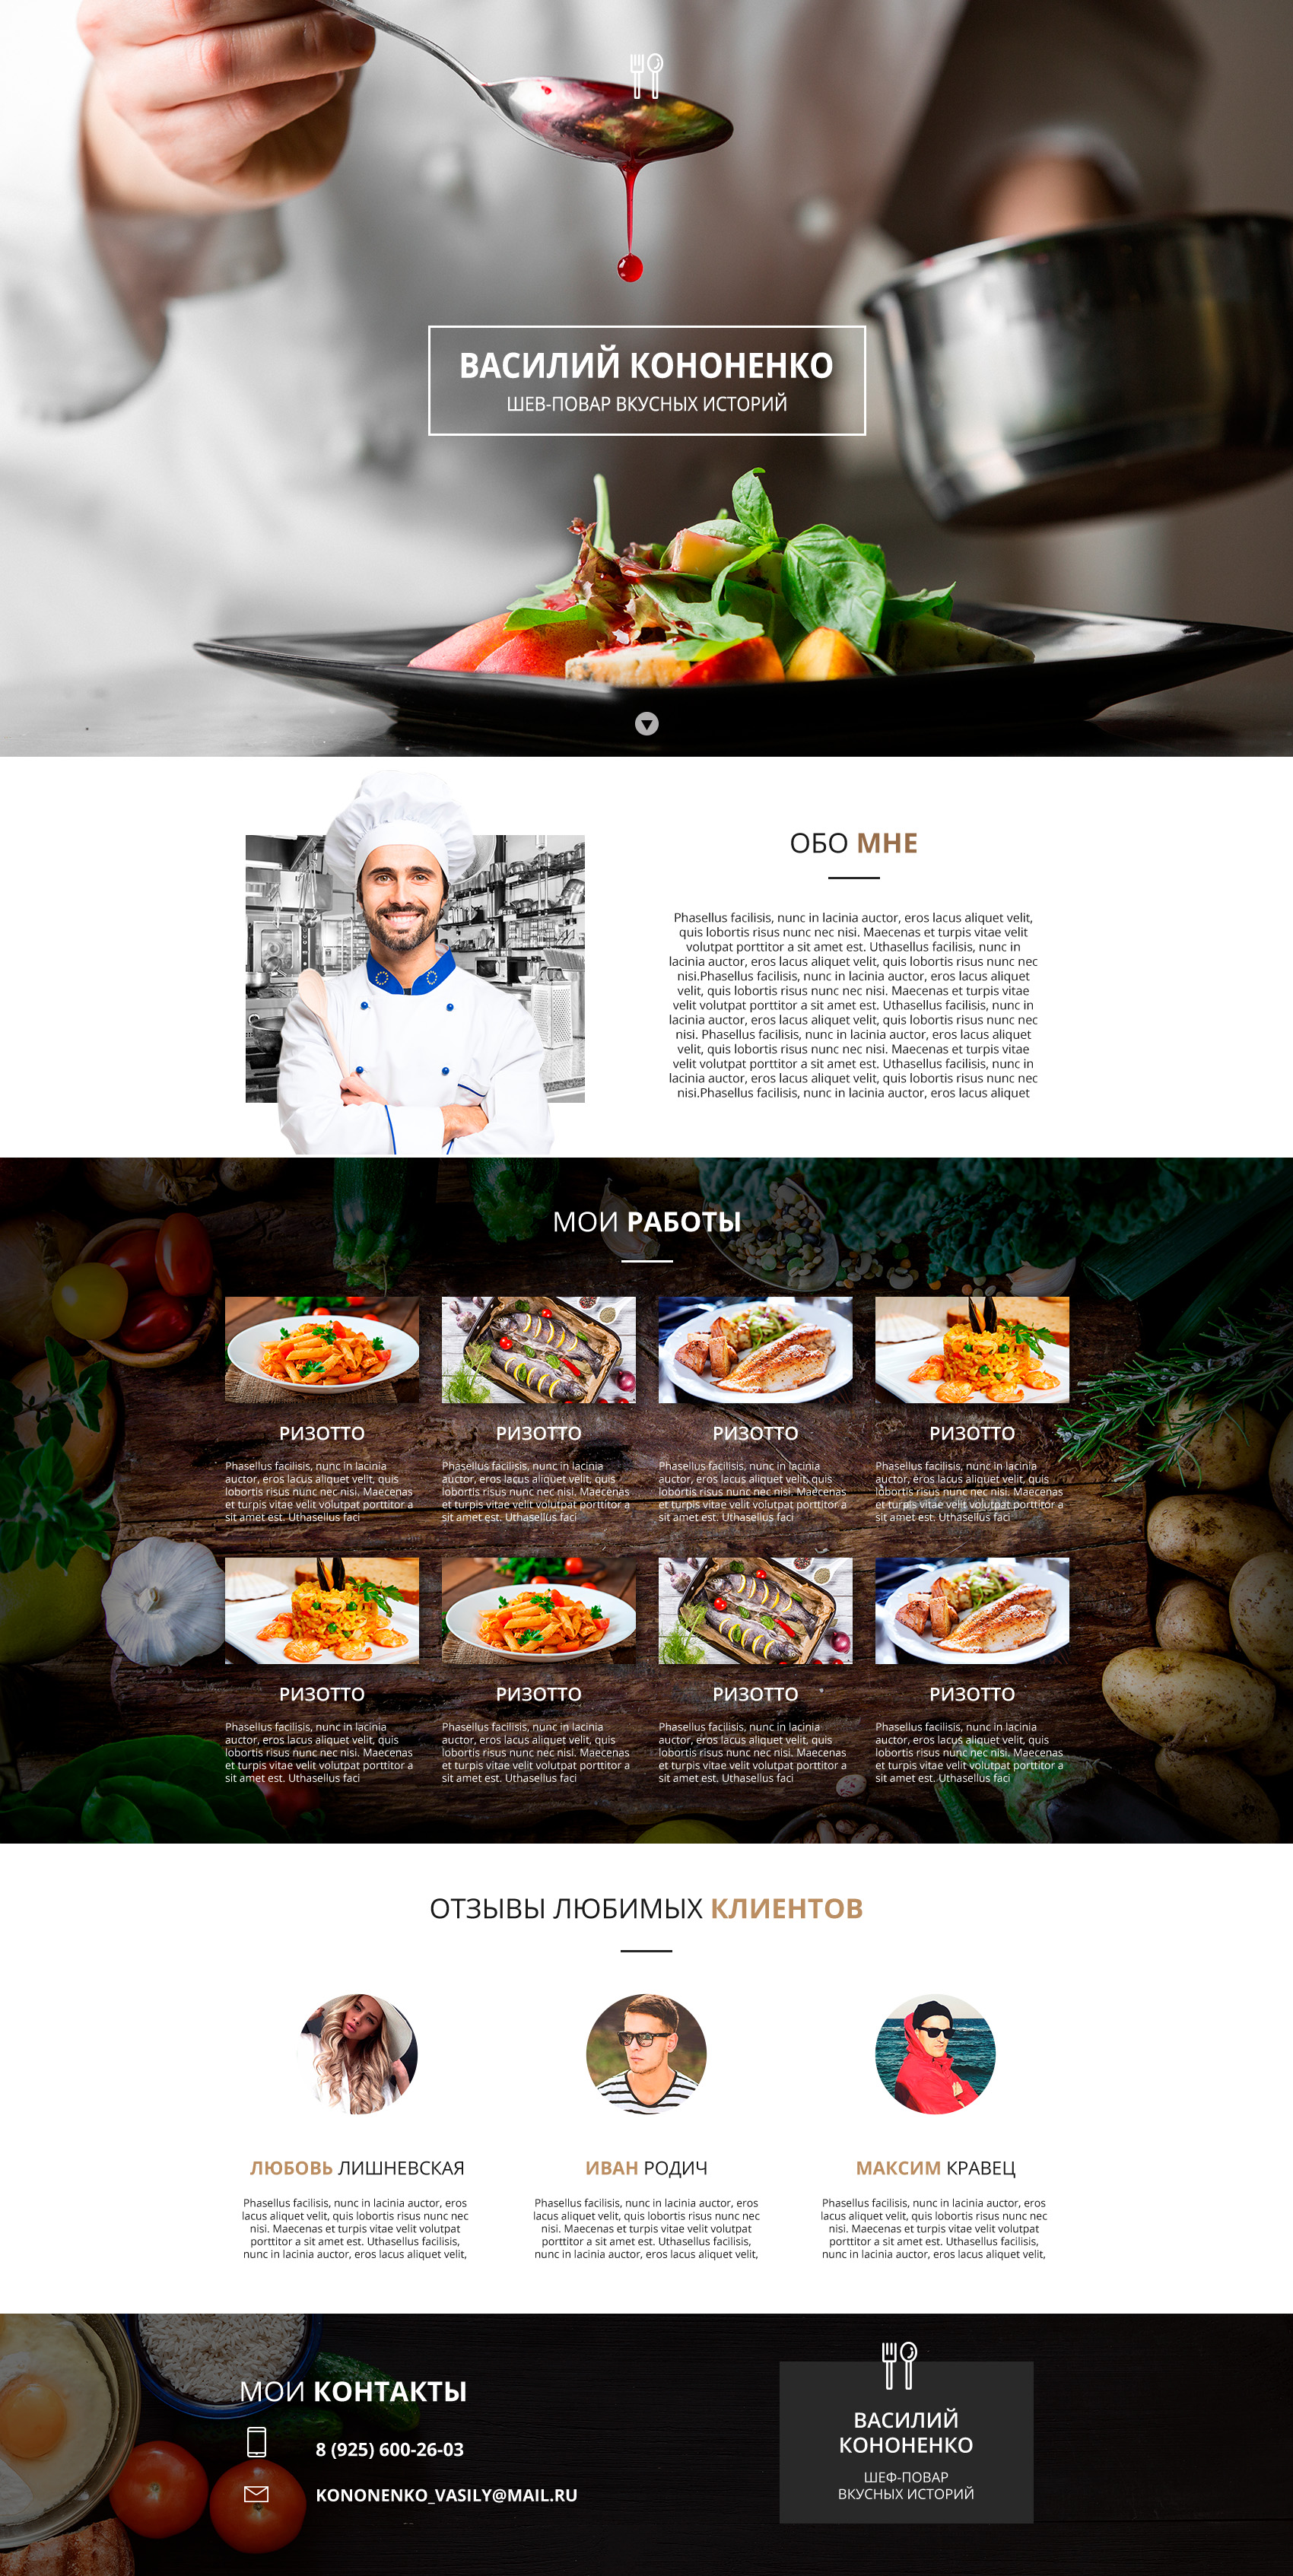 ВАСИЛИЙ КОНОНЕНКО
ШЕВ-ПОВАР ВКУСНЫХ ИСТОРИЙ
ОБО МНЕ
Phasellus facilisis, nunc in lacinia auctor, eros lacus aliquet velit,
quis lobortis risus nunc nec nisi. Maecenas et turpis vitae velit
volutpat porttitor a sit amet est. Uthasellus facilisis, nunc in
lacinia auctor, eros lacus aliquet velit, quis lobortis risus nunc nec
nisi.Phasellus facilisis, nunc in lacinia auctor, eros lacus aliquet
velit, quis lobortis risus nunc nec nisi. Maecenas et turpis vitae
velit volutpat porttitor a sit amet est. Uthasellus facilisis, nunc in
lacinia auctor, eros lacus aliquet velit, quis lobortis risus nunc nec
nisi. Phasellus facilisis, nunc in lacinia auctor, eros lacus aliquet
velit, quis lobortis risus nunc nec nisi. Maecenas et turpis vitae
velit volutpat porttitor a sit amet est. Uthasellus facilisis, nunc in
lacinia auctor, eros lacus aliquet velit, quis lobortis risus nunc nec
nisi.Phasellus facilisis, nunc in lacinia auctor, eros lacus aliquet
МОИ РАБОТЫ
РИЗОТТО
Phasellus facilisis, nunc in lacinia
auctor, eros lacus aliquet velit, quis
lobortis risus nunc nec nisi. Maecenas
et turpis vitae velit volutpat porttitor a
sit amet est. Uthasellus faci
РИЗОТТО
Phasellus facilisis, nunc in lacinia
auctor, eros lacus aliquet velit, quis
lobortis risus nunc nec nisi. Maecenas
et turpis vitae velit volutpat porttitor a
sit amet est. Uthasellus faci
РИЗОТТО
Phasellus facilisis, nunc in lacinia
auctor, eros lacus aliquet velit, quis
lobortis risus nunc nec nisi. Maecenas
et turpis vitae velit volutpat porttitor a
sit amet est. Uthasellus faci
РИЗОТТО
Phasellus facilisis, nunc in lacinia
auctor, eros lacus aliquet velit, quis
lobortis risus nunc nec nisi. Maecenas
et turpis vitae velit volutpat porttitor a
sit amet est. Uthasellus faci
РИЗОТТО
Phasellus facilisis, nunc in lacinia
auctor, eros lacus aliquet velit, quis
lobortis risus nunc nec nisi. Maecenas
et turpis vitae velit volutpat porttitor a
sit amet est. Uthasellus faci
РИЗОТТО
Phasellus facilisis, nunc in lacinia
auctor, eros lacus aliquet velit, quis
lobortis risus nunc nec nisi. Maecenas
et turpis vitae velit volutpat porttitor a
sit amet est. Uthasellus faci
РИЗОТТО
Phasellus facilisis, nunc in lacinia
auctor, eros lacus aliquet velit, quis
lobortis risus nunc nec nisi. Maecenas
et turpis vitae velit volutpat porttitor a
sit amet est. Uthasellus faci
РИЗОТТО
Phasellus facilisis, nunc in lacinia
auctor, eros lacus aliquet velit, quis
lobortis risus nunc nec nisi. Maecenas
et turpis vitae velit volutpat porttitor a
sit amet est. Uthasellus faci
ОТЗЫВЫ ЛЮБИМЫХ КЛИЕНТОВ
ЛЮБОВЬ ЛИШНЕВСКАЯ
Phasellus facilisis, nunc in lacinia auctor, eros
lacus aliquet velit, quis lobortis risus nunc nec
nisi. Maecenas et turpis vitae velit volutpat
porttitor a sit amet est. Uthasellus facilisis,
nunc in lacinia auctor, eros lacus aliquet velit,
ИВАН РОДИЧ
Phasellus facilisis, nunc in lacinia auctor, eros
lacus aliquet velit, quis lobortis risus nunc nec
nisi. Maecenas et turpis vitae velit volutpat
porttitor a sit amet est. Uthasellus facilisis,
nunc in lacinia auctor, eros lacus aliquet velit,
МАКСИМ КРАВЕЦ
Phasellus facilisis, nunc in lacinia auctor, eros
lacus aliquet velit, quis lobortis risus nunc nec
nisi. Maecenas et turpis vitae velit volutpat
porttitor a sit amet est. Uthasellus facilisis,
nunc in lacinia auctor, eros lacus aliquet velit,
МОИ КОНТАКТЫ
8 (925) 600-26-03
KONONENKO_VASILY@MAIL.RU
ВАСИЛИЙ
КОНОНЕНКО
ШЕФ-ПОВАР
ВКУСНЫХ ИСТОРИЙ